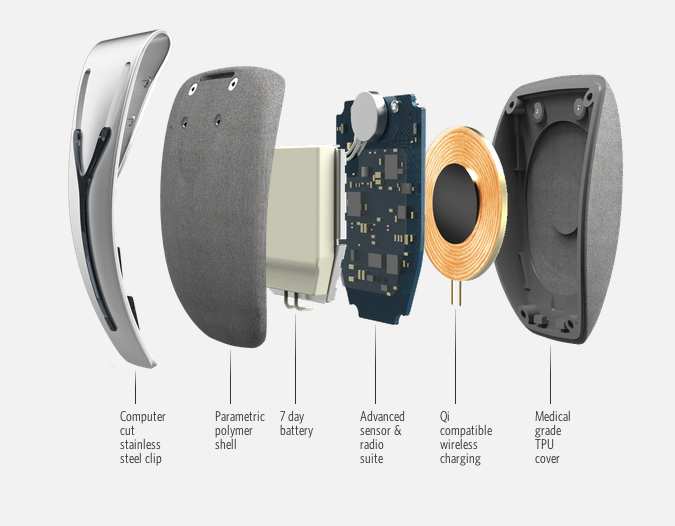 Computer
cut
stainless
steel clip
Parametric
polymer
shell
7 day
battery
Advanced
sensor &
radio
suite
Qi
compatible
wireless
charging
Medical
grade
TPU
cover